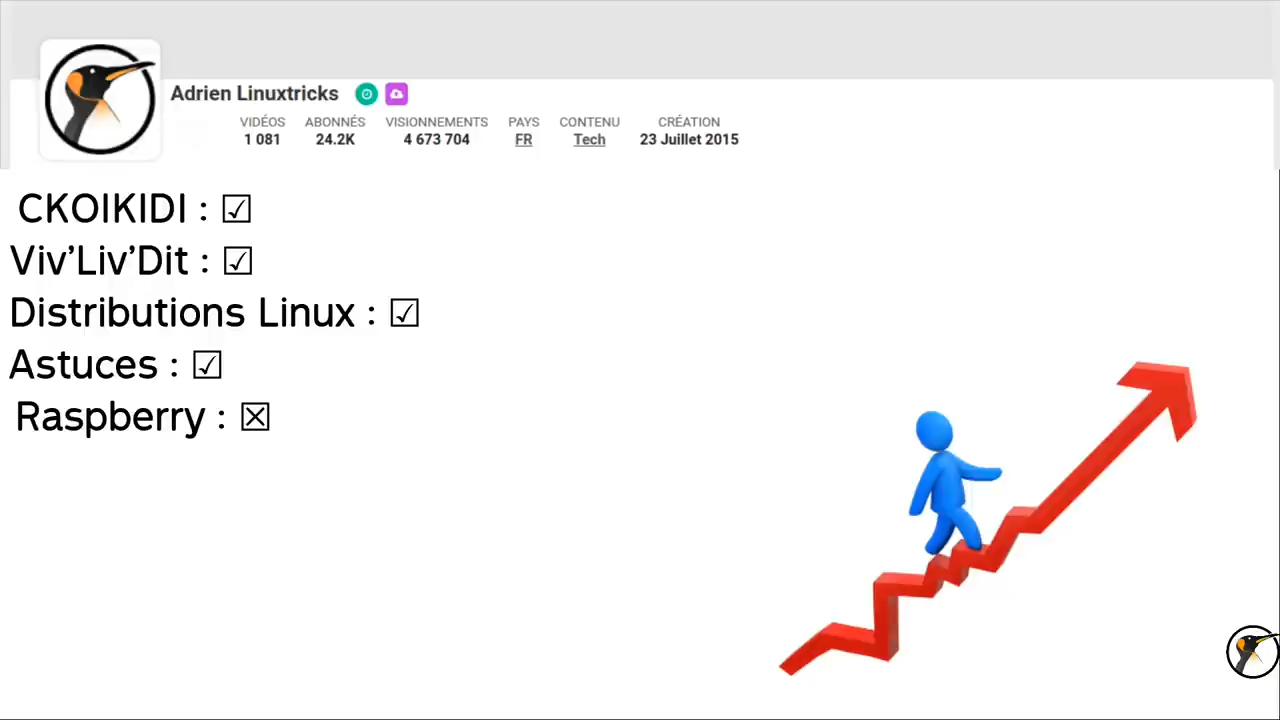 Adrien Linuxtricks
VIDÉOS ABONNÉS VISIONNEMENTS PAYS CONTENU CRÉATION
1 081 24.2K 4 673 704 FR Tech 23 Juillet 2015
CKOIKIDI : ☑
Viv'Liv'Dit : ☑
Distributions Linux : ☑
Astuces : ☑
Raspberry : ☒